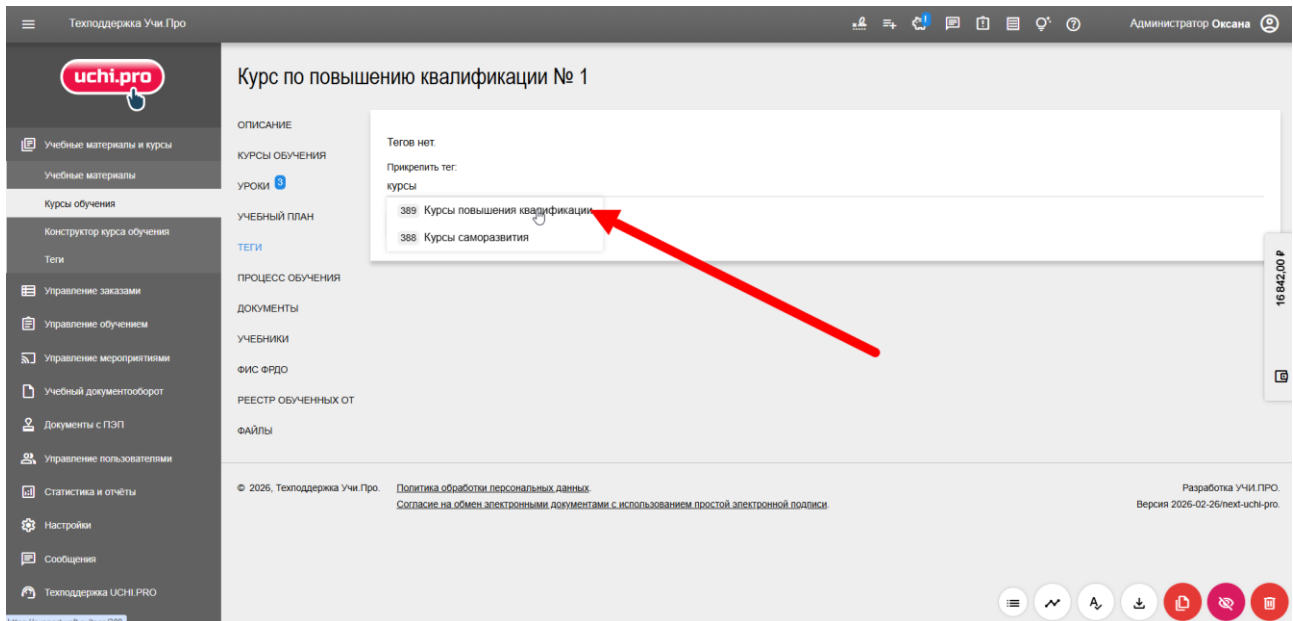 Техподдержка Учи.Про
Администратор Оксана
uchi.pro
Учебные материалы и курсы
Учебные материалы
Курсы обучения
Конструктор курса обучения
Теги
Управление заказами
Управление обучением
Управление мероприятиями
Учебный документооборот
Документы с ПЭП
Управление пользователями
Статистика и отчёты
Настройки
Сообщения
Техподдержка UCHI.PRO
Курс по повышению квалификации № 1
ОПИСАНИЕ
КУРСЫ ОБУЧЕНИЯ
УРОКИ 3
УЧЕБНЫЙ ПЛАН
ТЕГИ
ПРОЦЕСС ОБУЧЕНИЯ
ДОКУМЕНТЫ
УЧЕБНИКИ
ФИС ФРДО
РЕЕСТР ОБУЧЕННЫХ ОТ
ФАЙЛЫ
Тегов нет.
Прикрепить тег:
курсы
389 Курсы повышения квалификации
388 Курсы саморазвития
16 842,00 ₽
© 2026, Техподдержка Учи.Про.
Политика обработки персональных данных.
Согласие на обмен электронными документами с использованием простой электронной подписи.
Разработка УЧИ.ПРО.
Версия 2026-02-26/next-uchi-pro.